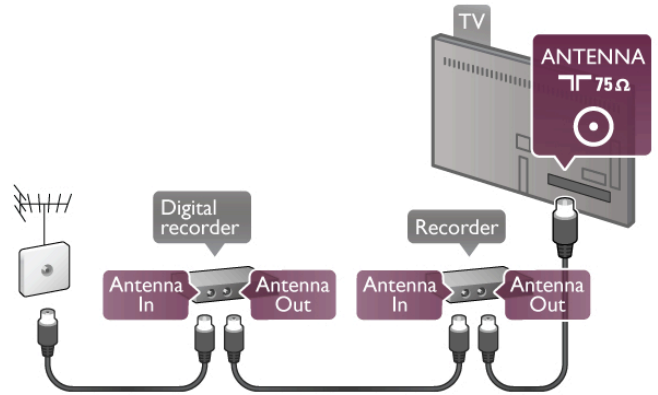 TV
ANTENNA
75Ω
Digital
recorder
Recorder
Antenna
In
Antenna
Out
Antenna
In
Antenna
Out